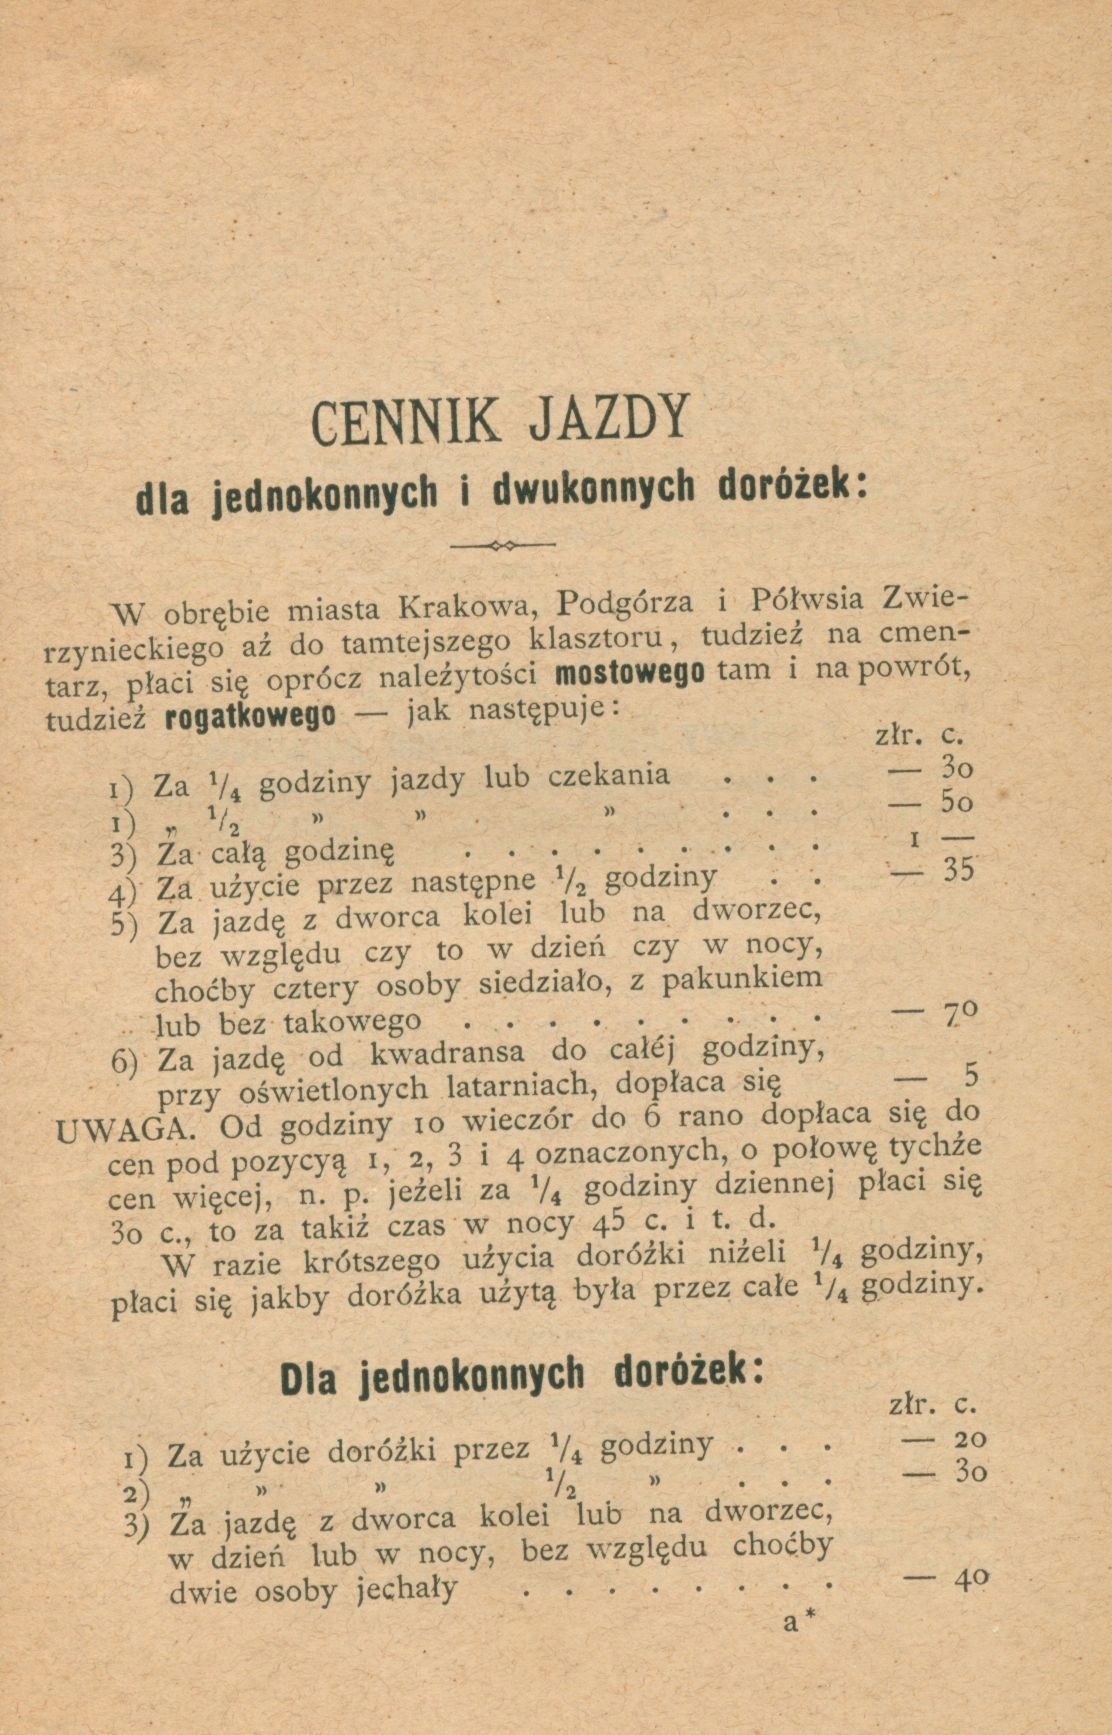 CENNIK JAZDY
dla jednokonnych i dwukonnych doróżek:
W obrębie miasta Krakowa, Podgórza i Półwsia Zwie-
rzynieckiego aż do tamtejszego klasztoru, tudzież na cmen-
tarz, płaci się oprócz należytości mostowego tam i na powrót,
tudzież rogatkowego — jak następuje:
złr. c.
1) Za 1/4 godziny jazdy lub czekania . . . — 30
1) „ 1/2 » » » . . . — 50
3) Za całą godzinę . . . . . . . . . 1 —
4) Za użycie przez następne 1/2 godziny . . — 35
5) Za jazdę z dworca kolei lub na dworzec,
bez względu czy to w dzień czy w nocy,
choćby cztery osoby siedziało, z pakunkiem
lub bez takowego . . . . . . . . . — 70
6) Za jazdę od kwadransa do całéj godziny,
przy oświetlonych latarniach, dopłaca się — 5
UWAGA. Od godziny 10 wieczór do 6 rano dopłaca się do
cen pod pozycyą 1, 2, 3 i 4 oznaczonych, o połowę tychże
cen więcej, n. p. jeżeli za 1/4 godziny dziennej płaci się
30 c., to za takiż czas w nocy 45 c. i t. d.
W razie krótszego użycia doróżki niżeli 1/4 godziny,
płaci się jakby doróżka użytą była przez całe 1/4 godziny.
Dla jednokonnych doróżek:
złr. c.
1) Za użycie doróżki przez 1/4 godziny . . . — 20
2) „ » » 1/2 » . . . — 30
3) Za jazdę z dworca kolei lub na dworzec,
w dzień lub w nocy, bez względu choćby
dwie osoby jechały . . . . . . . . — 40
a*